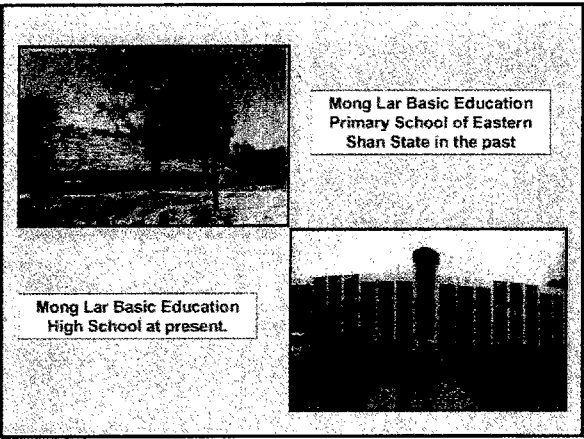 Mong Lar Basic Education
Primary School of Eastern
Shan State in the past
Mong Lar Basic Education
High School at present.